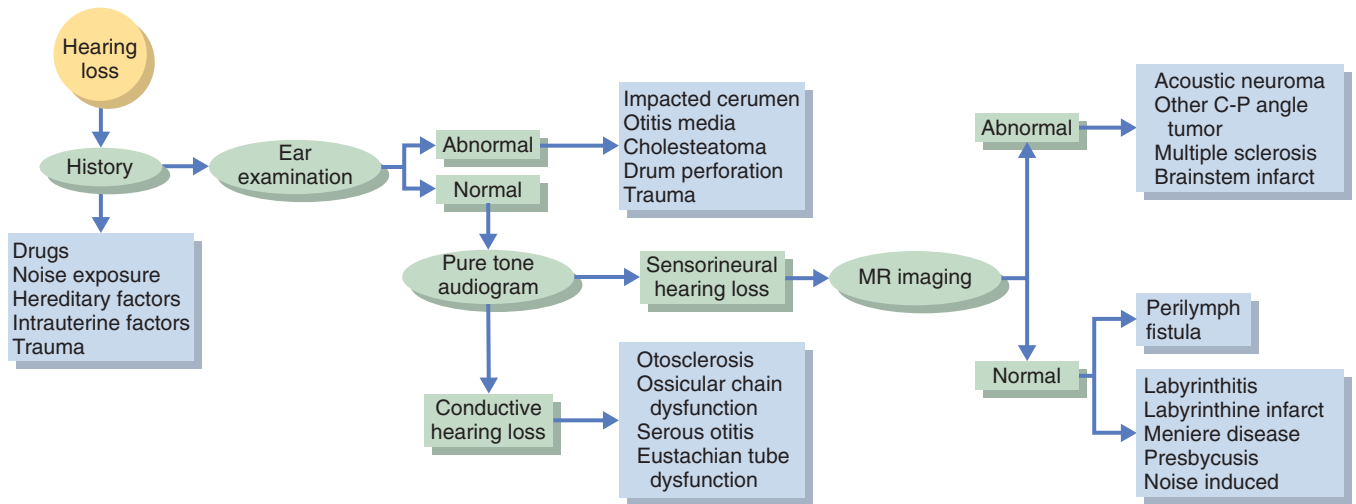 Hearing
loss
History
Drugs
Noise exposure
Hereditary factors
Intrauterine factors
Trauma
Ear
examination
Abnormal
Normal
Impacted cerumen
Otitis media
Cholesteatoma
Drum perforation
Trauma
Pure tone
audiogram
Conductive
hearing loss
Otosclerosis
Ossicular chain
dysfunction
Serous otitis
Eustachian tube
dysfunction
Sensorineural
hearing loss
MR imaging
Abnormal
Acoustic neuroma
Other C-P angle
tumor
Multiple sclerosis
Brainstem infarct
Normal
Perilymph
fistula
Labyrinthitis
Labyrinthine infarct
Meniere disease
Presbycusis
Noise induced